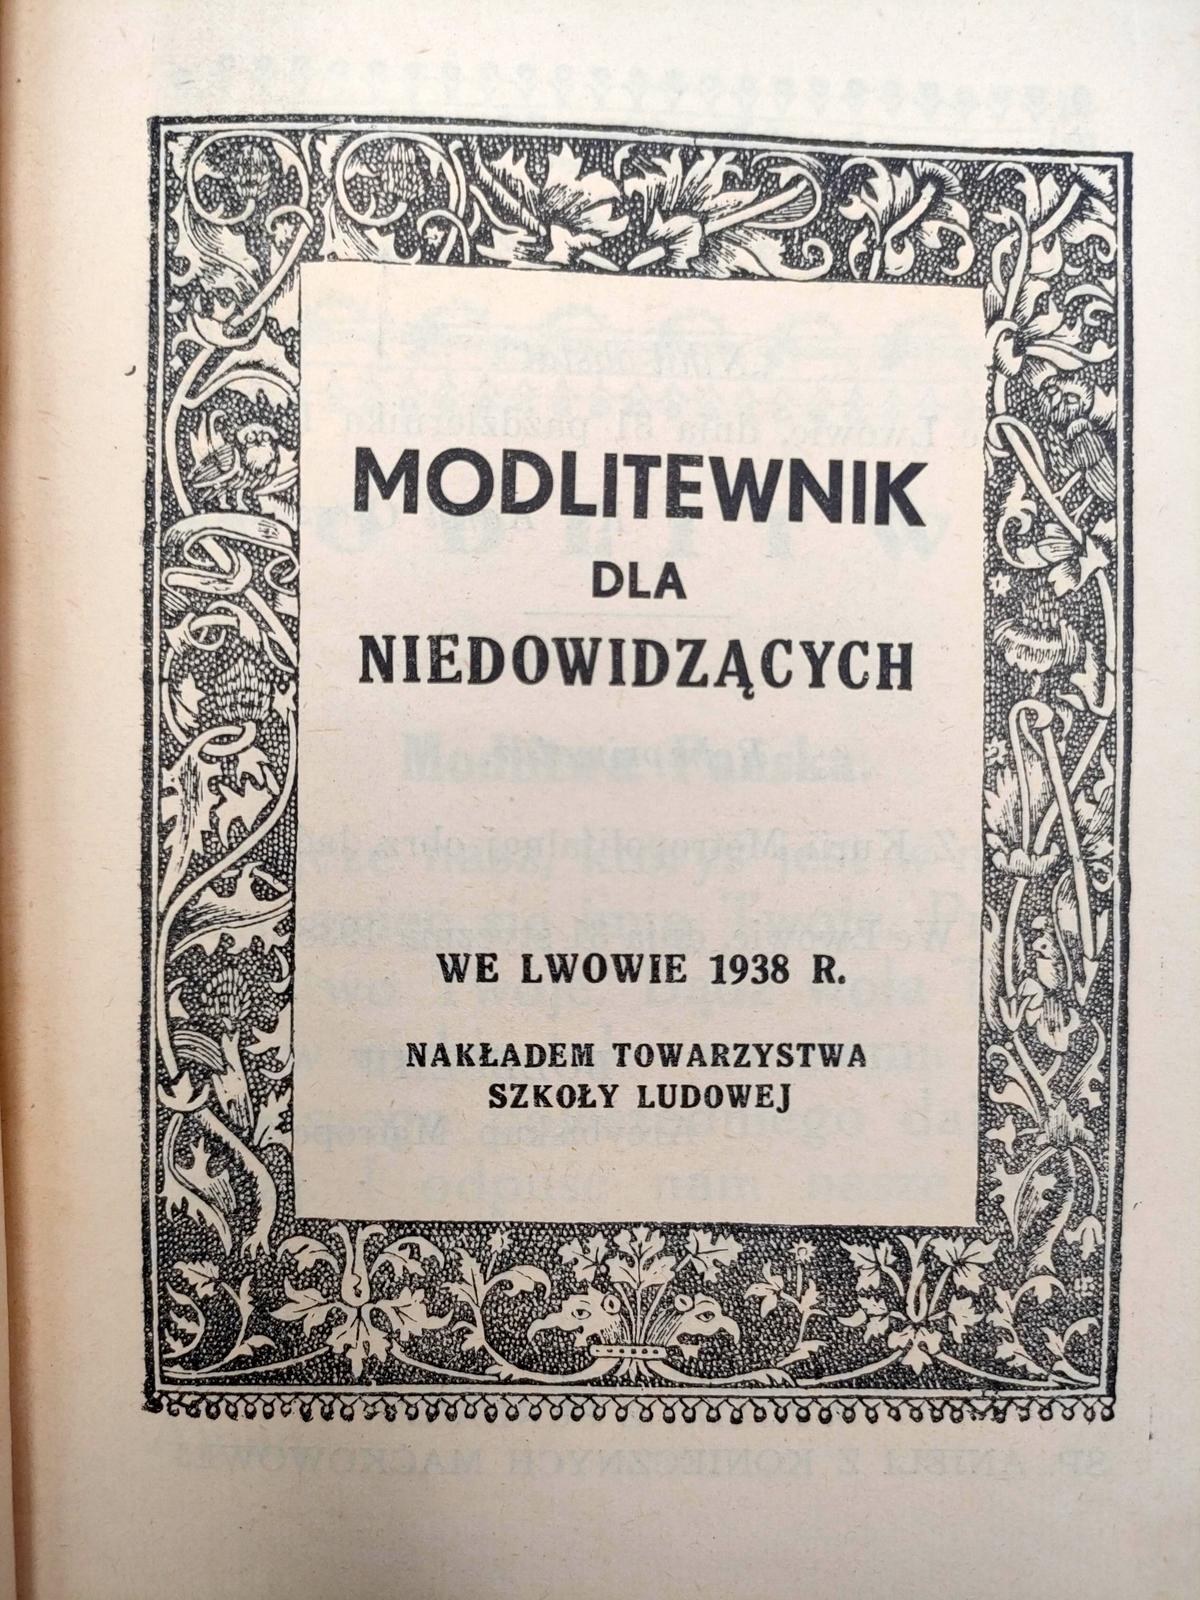 MODLITEWNIK
DLA
NIEDOWIDZĄCYCH
WE LWOWIE 1938 R.
NAKŁADEM TOWARZYSTWA
SZKOŁY LUDOWEJ